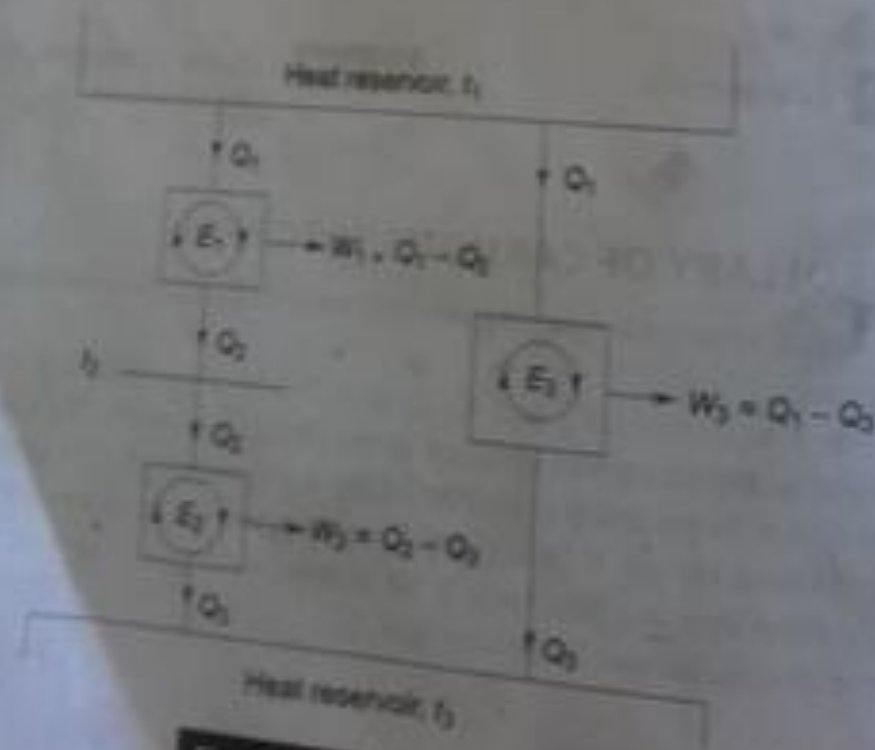 Heat reservoir, t₁
Q₁
Q₁
E₁
W₁ = Q₁ – Q₂
Q₂
t₂
E₃
W₃ = Q₁ – Q₃
Q₂
E₂
W₂ = Q₂ – Q₃
Q₃
Q₃
Heat reservoir, t₃